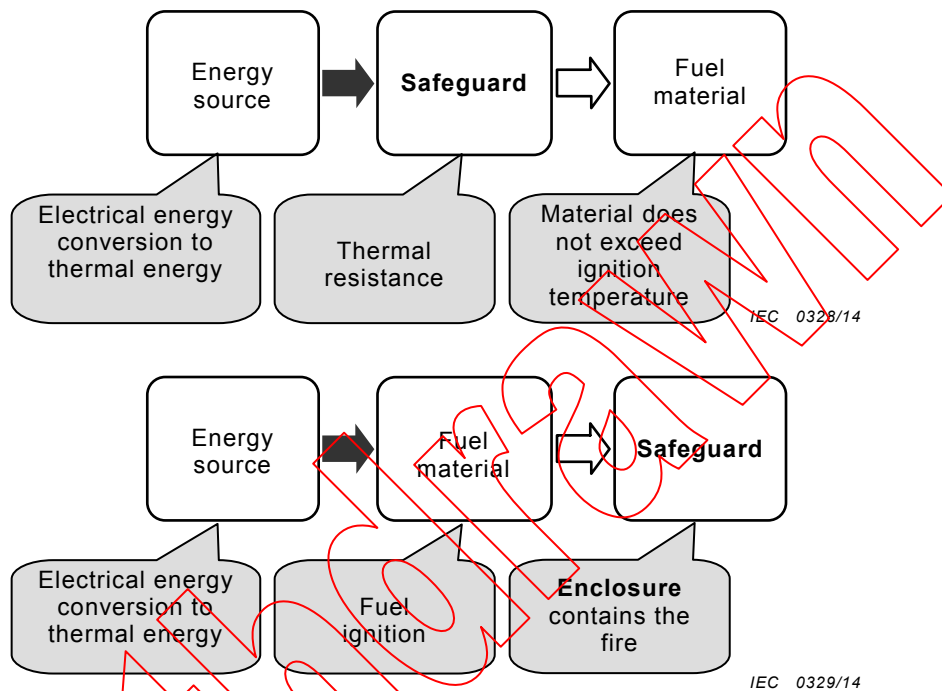 Energy
source
Safeguard
Fuel
material
Electrical energy
conversion to
thermal energy
Thermal
resistance
Material does
not exceed
ignition
temperature
IEC 0328/14
Energy
source
Fuel
material
Safeguard
Electrical energy
conversion to
thermal energy
Fuel
ignition
Enclosure
contains the
fire
IEC 0329/14